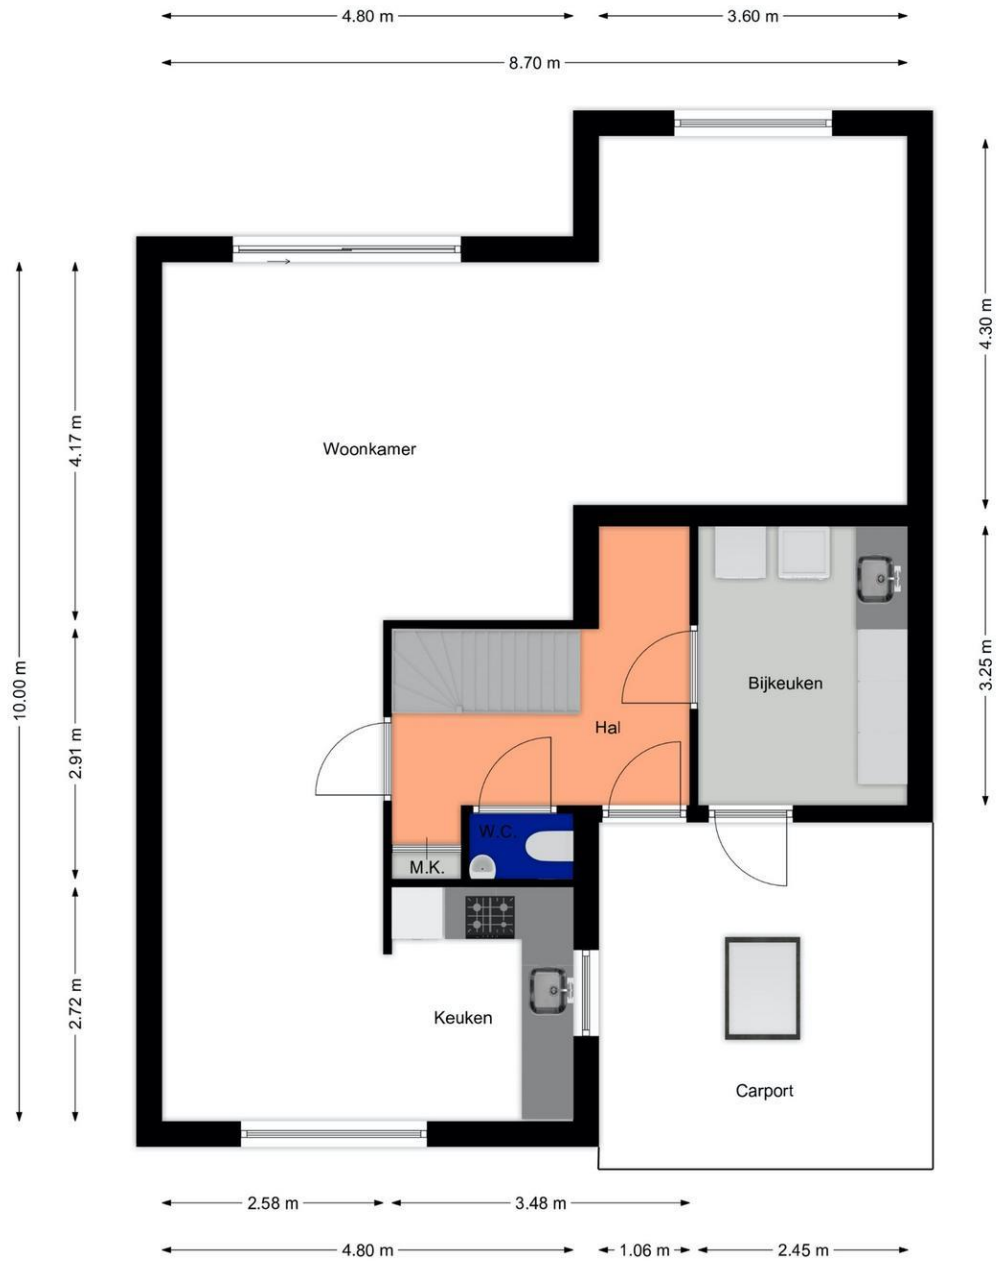 4.80 m
3.60 m
8.70 m
4.30 m
4.17 m
Woonkamer
10.00 m
3.25 m
Bijkeuken
Hal
2.91 m
W.C.
M.K.
2.72 m
Keuken
Carport
2.58 m
3.48 m
4.80 m
1.06 m
2.45 m